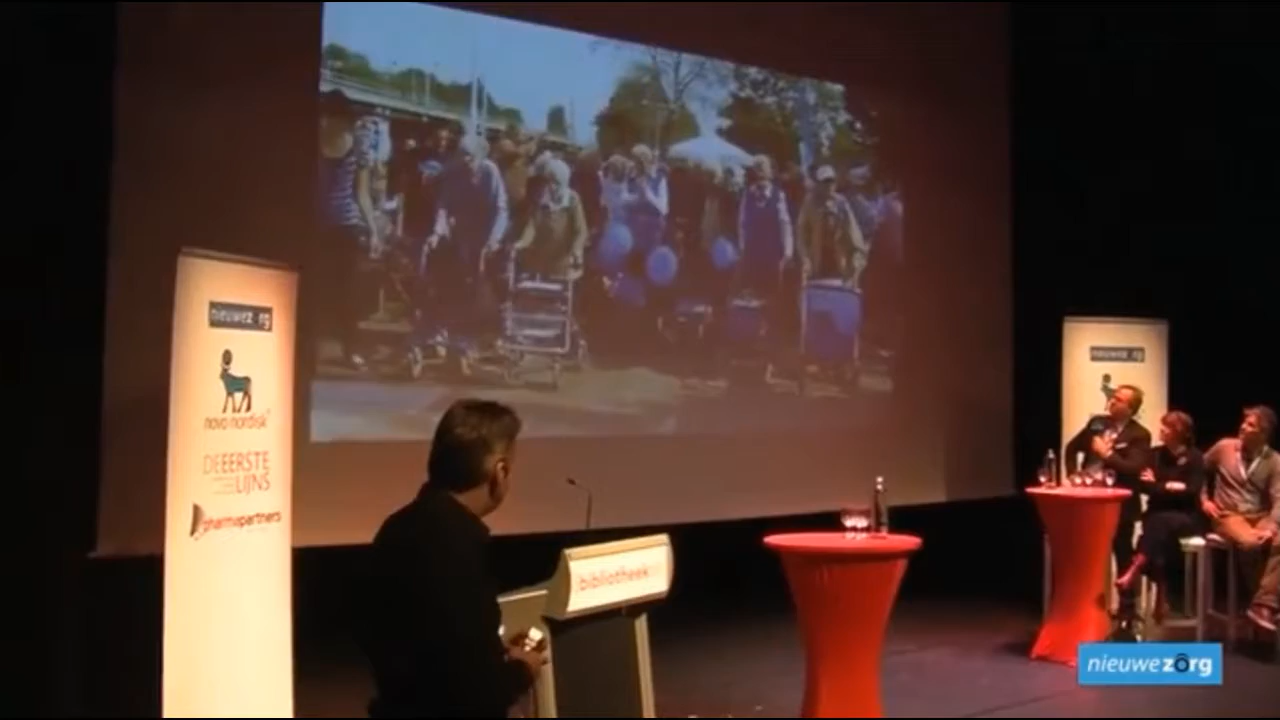 nieuwezorg
novo nordisk
DEEERSTE
LIJNS
pharmapartners
bibliotheek
nieuwezorg
nieuwezorg